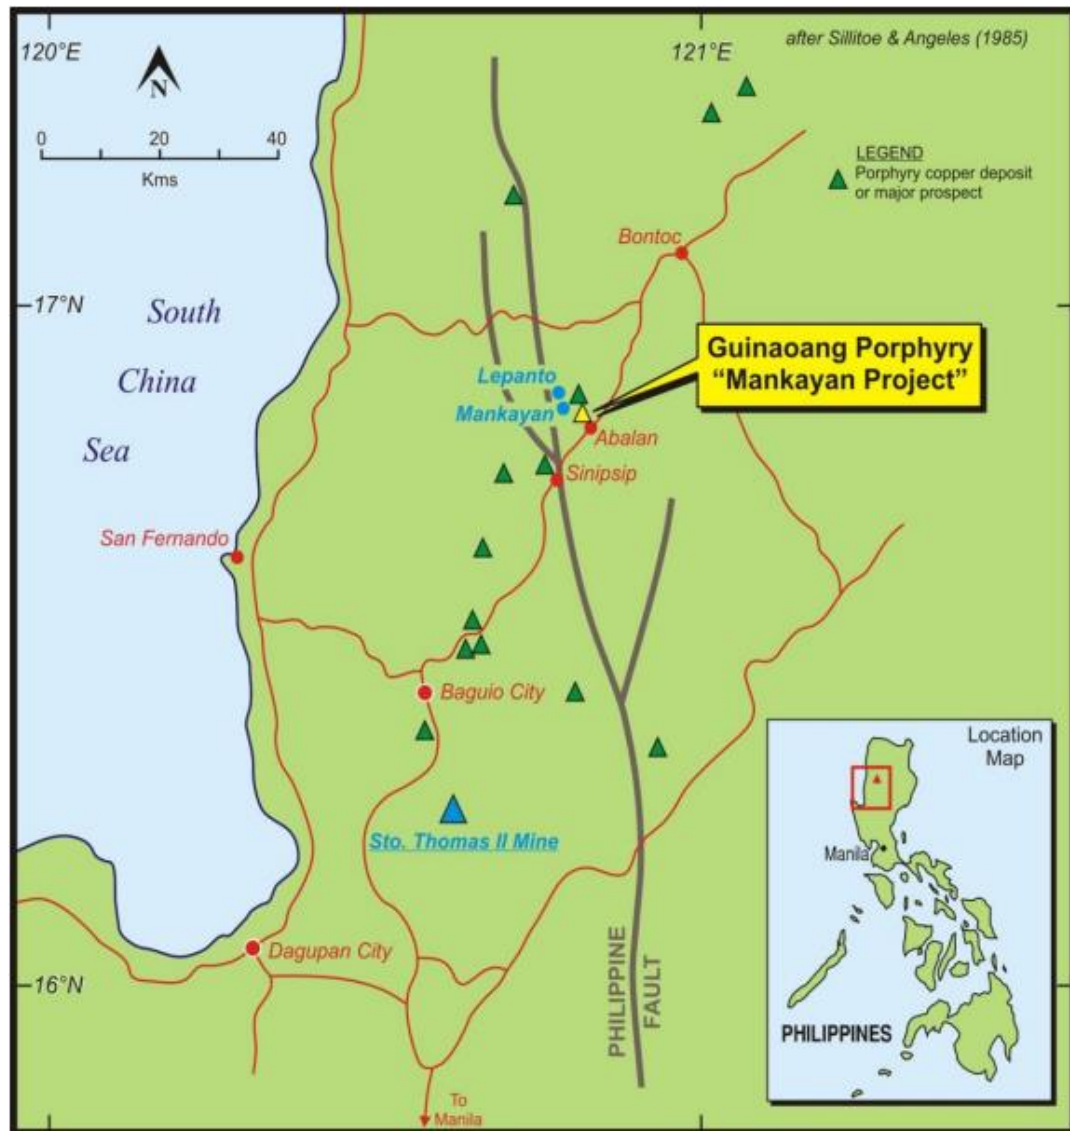 120°E
121°E
after Sillitoe & Angeles (1985)
N
0 20 40
Kms
LEGEND
Porphyry copper deposit
or major prospect
Bontoc
17°N
South
China
Sea
Guinaoang Porphyry
“Mankayan Project”
Lepanto
Mankayan
Abalan
Sinipsip
San Fernando
Baguio City
Sto. Thomas II Mine
Dagupan City
16°N
PHILIPPINE
FAULT
To
Manila
Location
Map
Manila
PHILIPPINES